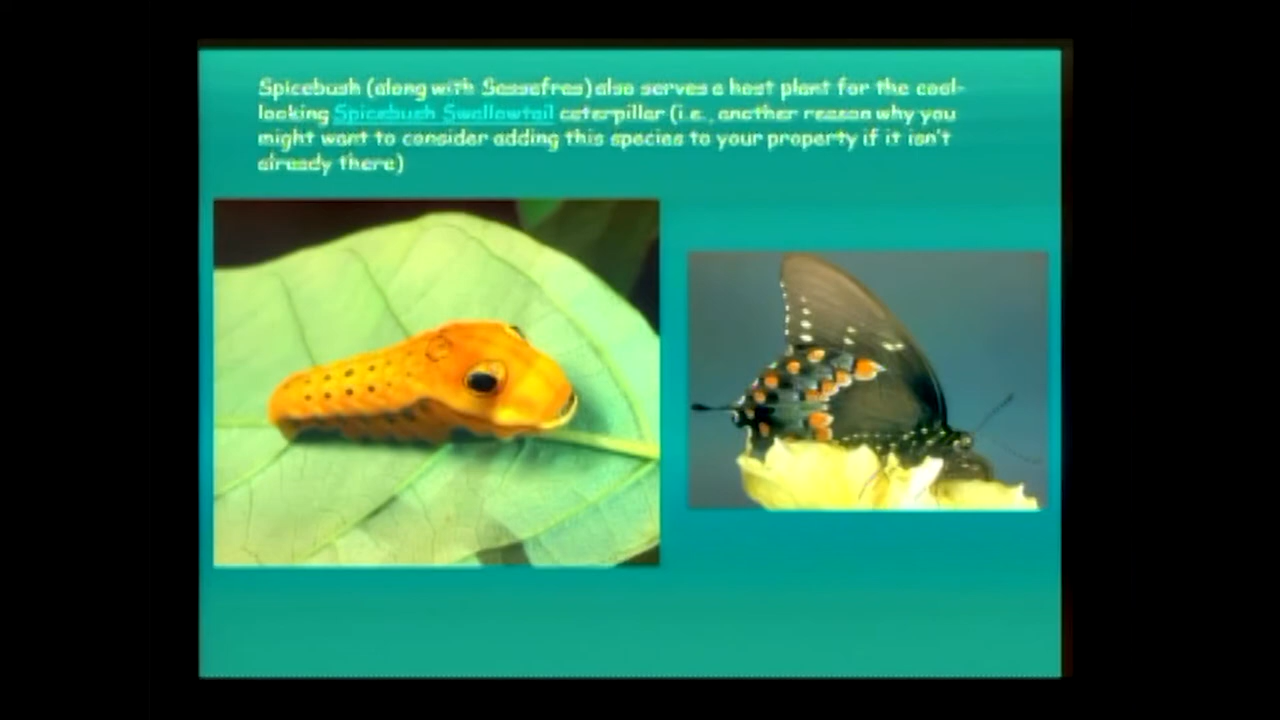 Spicebush (along with Sassafras) also serves a host plant for the cool-
looking Spicebush Swallowtail caterpillar (i.e., another reason why you
might want to consider adding this species to your property if it isn't
already there)